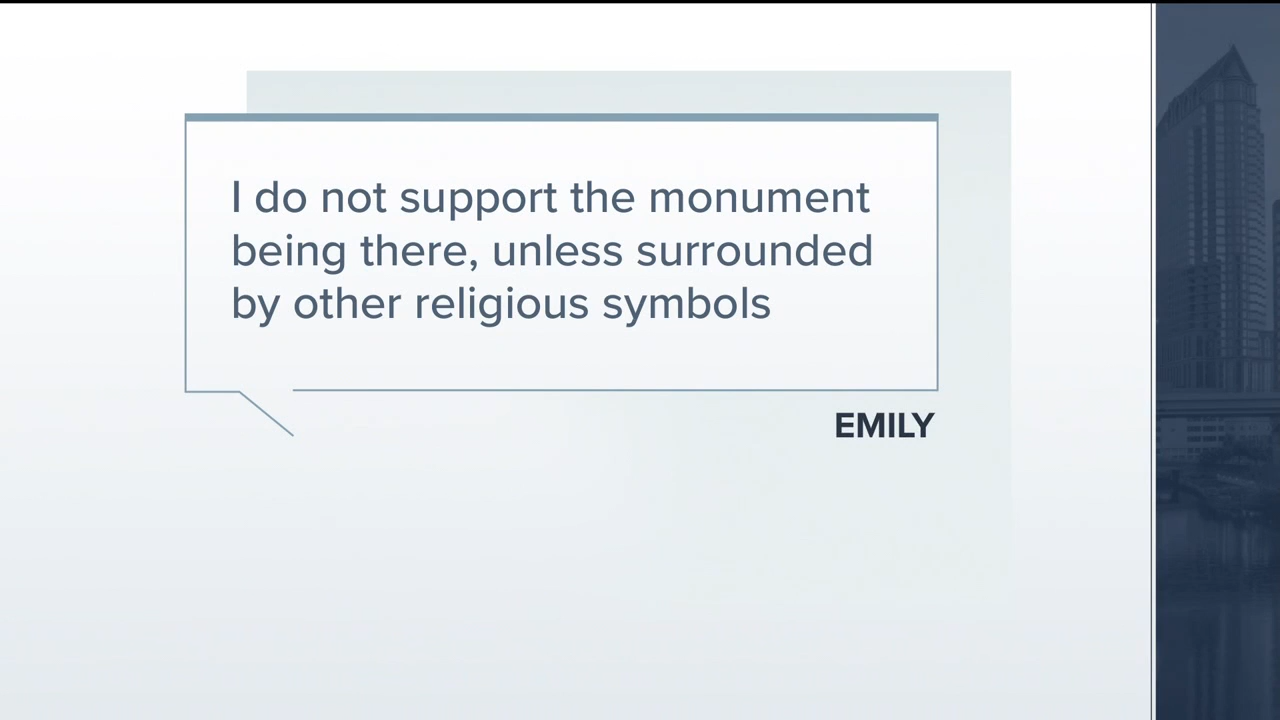 I do not support the monument
being there, unless surrounded
by other religious symbols
EMILY